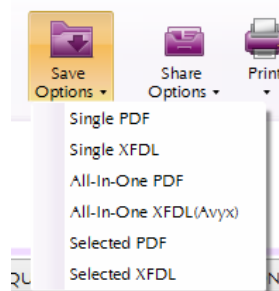 Save Options
Share Options
Print
Single PDF
Single XFDL
All-In-One PDF
All-In-One XFDL(Avyx)
Selected PDF
Selected XFDL